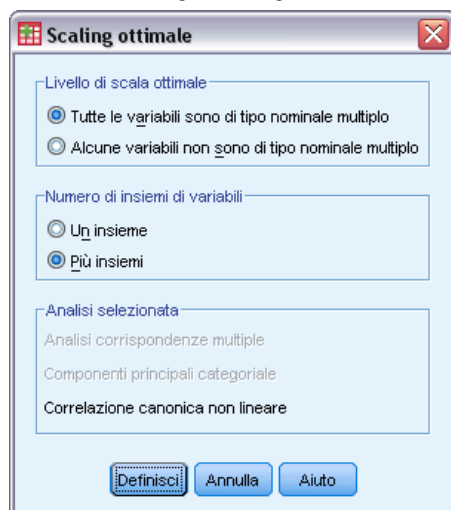 Scaling ottimale
Livello di scala ottimale
Tutte le variabili sono di tipo nominale multiplo
Alcune variabili non sono di tipo nominale multiplo
Numero di insiemi di variabili
Un insieme
Più insiemi
Analisi selezionata
Analisi corrispondenze multiple
Componenti principali categoriale
Correlazione canonica non lineare
Definisci Annulla Aiuto